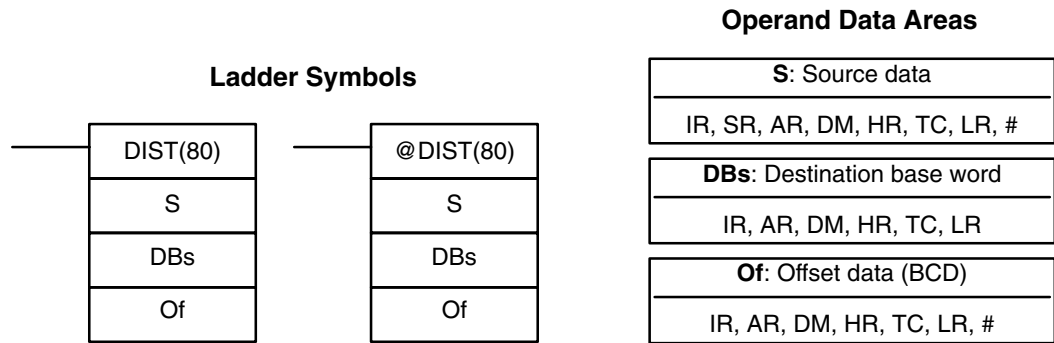 Ladder Symbols
DIST(80)
S
DBs
Of
@DIST(80)
S
DBs
Of
Operand Data Areas
S: Source data
IR, SR, AR, DM, HR, TC, LR, #
DBs: Destination base word
IR, AR, DM, HR, TC, LR
Of: Offset data (BCD)
IR, AR, DM, HR, TC, LR, #